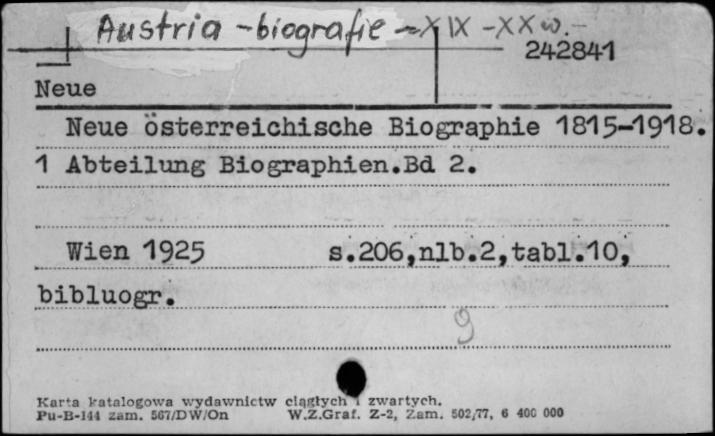 Austria - biografie - XIX - XX w. -
242841
Neue
Neue österreichische Biographie 1815-1918.
1 Abteilung Biographien.Bd 2.
Wien 1925 s.206,nlb.2,tabl.10,
bibluogr.
9
Karta katalogowa wydawnictw ciągłych i zwartych.
Pu-B-144 zam. 567/DW/On W.Z.Graf. Z-2, Zam. 502/77, 6 400 000